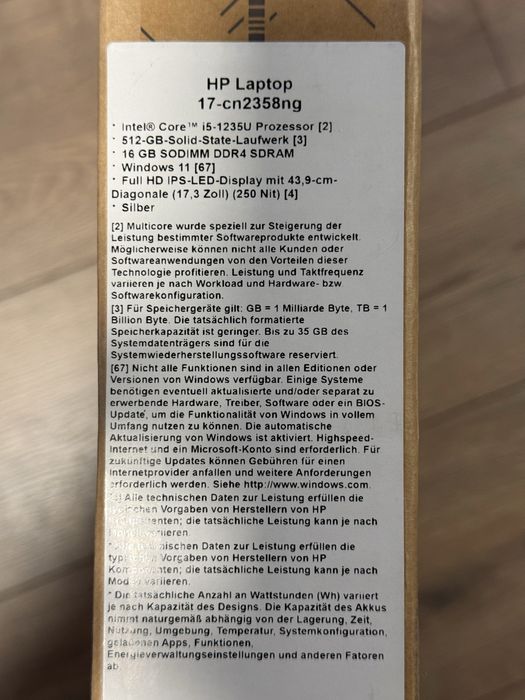 HP Laptop
17-cn2358ng
* Intel® Core™ i5-1235U Prozessor [2]
* 512-GB-Solid-State-Laufwerk [3]
* 16 GB SODIMM DDR4 SDRAM
* Windows 11 [67]
* Full HD IPS-LED-Display mit 43,9-cm-
Diagonale (17,3 Zoll) (250 Nit) [4]
* Silber
[2] Multicore wurde speziell zur Steigerung der
Leistung bestimmter Softwareprodukte entwickelt.
Möglicherweise können nicht alle Kunden oder
Softwareanwendungen von den Vorteilen dieser
Technologie profitieren. Leistung und Taktfrequenz
variieren je nach Workload und Hardware- bzw
Softwarekonfiguration.
[3] Für Speichergeräte gilt: GB = 1 Milliarde Byte, TB = 1
Billion Byte. Die tatsächlich formatierte
Speicherkapazität ist geringer. Bis zu 35 GB des
Systemdatenträgers sind für die
Systemwiederherstellungssoftware reserviert.
[67] Nicht alle Funktionen sind in allen Editionen oder
Versionen von Windows verfügbar. Einige Systeme
benötigen eventuell aktualisierte und/oder separat zu
erwerbende Hardware, Treiber, Software oder ein BIOS-
Update, um die Funktionalität von Windows in vollem
Umfang nutzen zu können. Die automatische
Aktualisierung von Windows ist aktiviert. Highspeed-
Internet und ein Microsoft-Konto sind erforderlich. Für
zukünftige Updates können Gebühren für einen
Internetprovider anfallen und weitere Anforderungen
erforderlich werden. Siehe http://www.windows.com.
Alle technischen Daten zur Leistung erfüllen die
Vorgaben von Herstellern von HP
die tatsächliche Leistung kann je nach
variieren
Daten zur Leistung erfüllen die
Vorgaben von Herstellern von HP
die tatsächliche Leistung kann je nach
variieren.
* Die tatsächliche Anzahl an Wattstunden (Wh) variiert
je nach Kapazität des Designs. Die Kapazität des Akkus
nimmt naturgemäß abhängig von der Lagerung, Zeit,
Nutzung, Umgebung, Temperatur, Systemkonfiguration,
geladenen Apps, Funktionen,
Energieverwaltungseinstellungen und anderen Fatoren
ab.